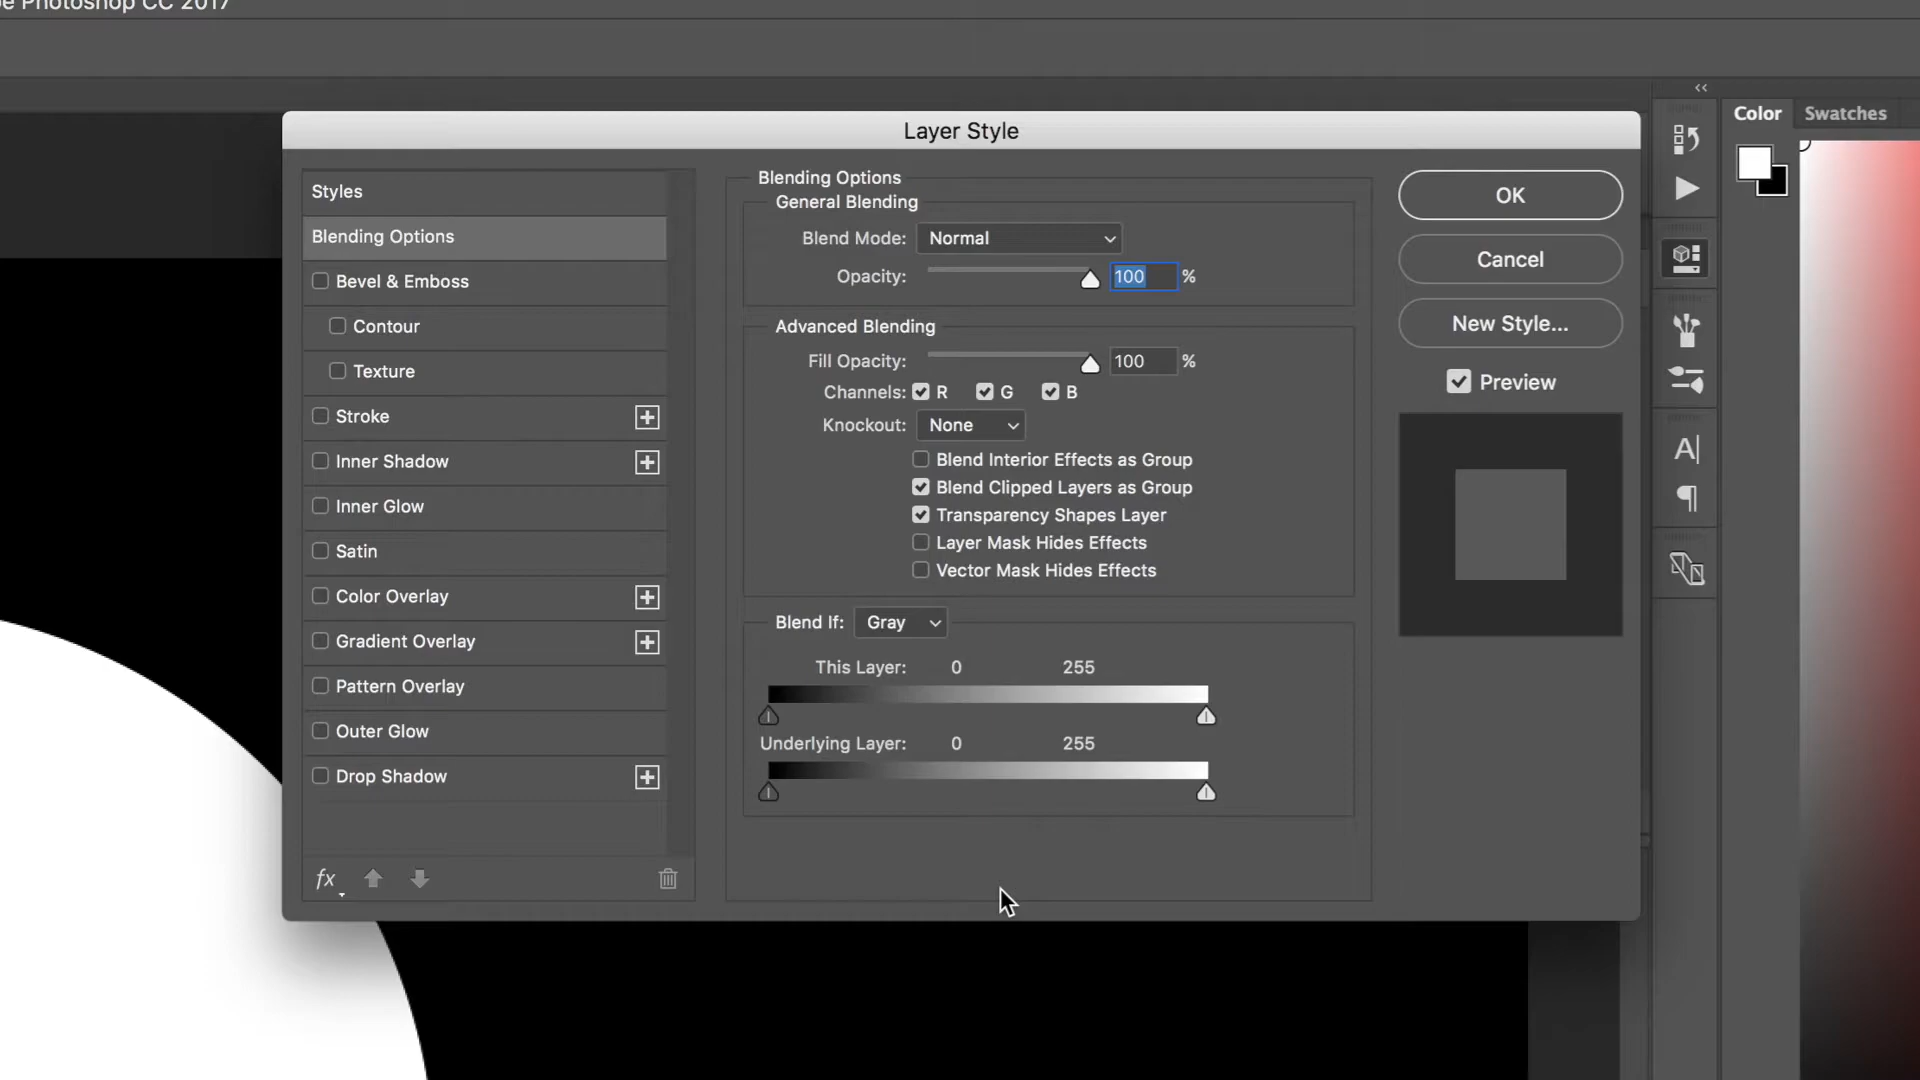 Photoshop CC 2017
Color Swatches
Layer Style
Styles
Blending Options
Bevel & Emboss
Contour
Texture
Stroke
Inner Shadow
Inner Glow
Satin
Color Overlay
Gradient Overlay
Pattern Overlay
Outer Glow
Drop Shadow
fx
Blending Options
General Blending
Blend Mode: Normal
Opacity: 100 %
Advanced Blending
Fill Opacity: 100 %
Channels: R G B
Knockout: None
Blend Interior Effects as Group
Blend Clipped Layers as Group
Transparency Shapes Layer
Layer Mask Hides Effects
Vector Mask Hides Effects
Blend If: Gray
This Layer: 0 255
Underlying Layer: 0 255
OK
Cancel
New Style...
Preview
A|
¶